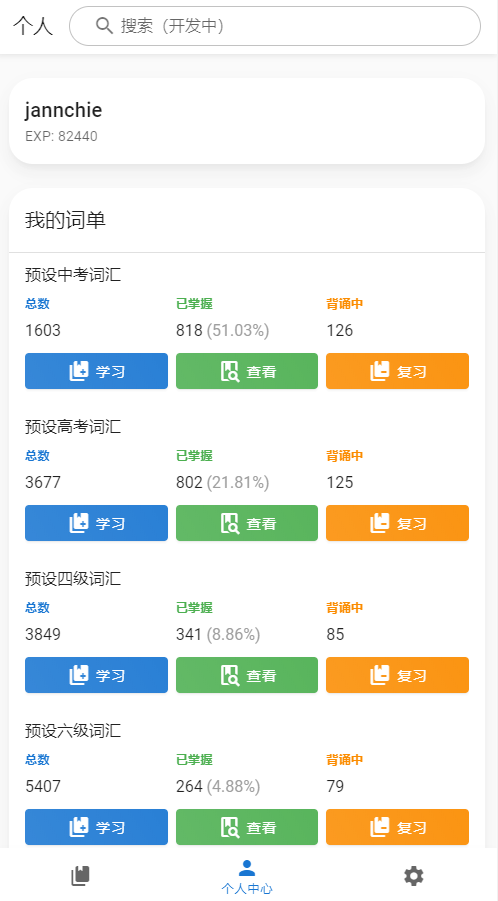 个人 搜索（开发中）
jannchie
EXP: 82440
我的词单
预设中考词汇
总数 已掌握 背诵中
1603 818 (51.03%) 126
学习 查看 复习
预设高考词汇
总数 已掌握 背诵中
3677 802 (21.81%) 125
学习 查看 复习
预设四级词汇
总数 已掌握 背诵中
3849 341 (8.86%) 85
学习 查看 复习
预设六级词汇
总数 已掌握 背诵中
5407 264 (4.88%) 79
学习 查看 复习
个人中心